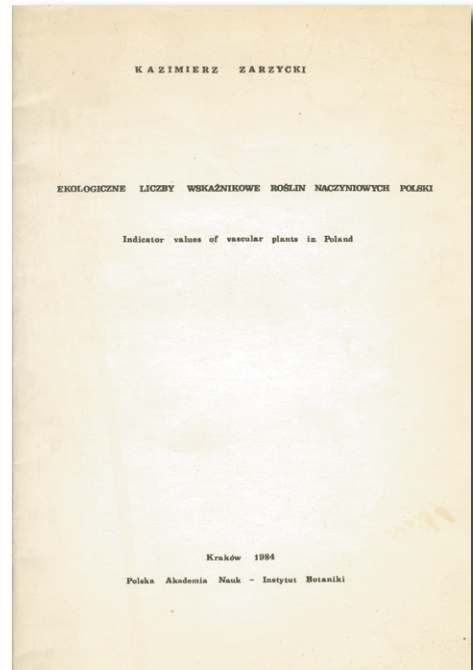 KAZIMIERZ ZARZYCKI
EKOLOGICZNE LICZBY WSKAŹNIKOWE ROŚLIN NACZYNIOWYCH POLSKI
Indicator values of vascular plants in Poland
Kraków 1984
Polska Akademia Nauk – Instytut Botaniki